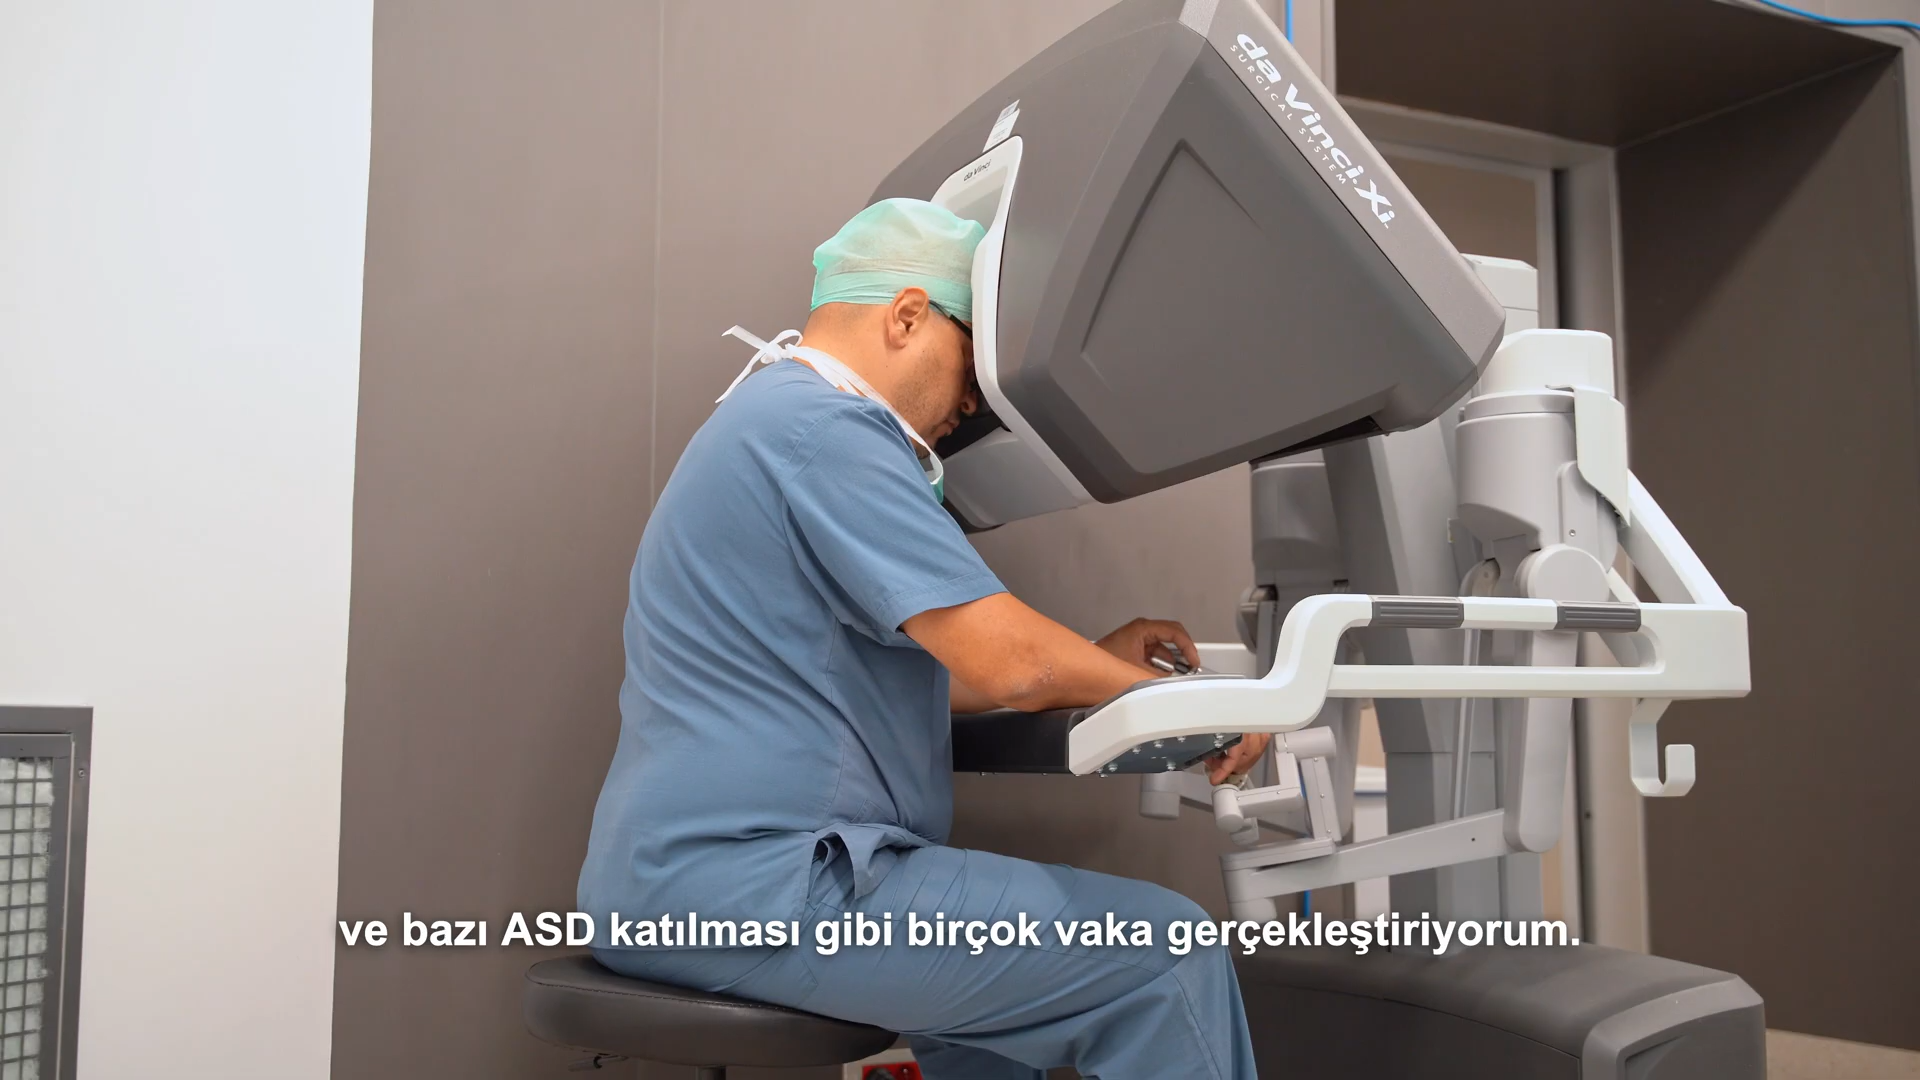 da Vinci Xi
SURGICAL SYSTEM
da Vinci
ve bazı ASD katılması gibi birçok vaka gerçekleştiriyorum.